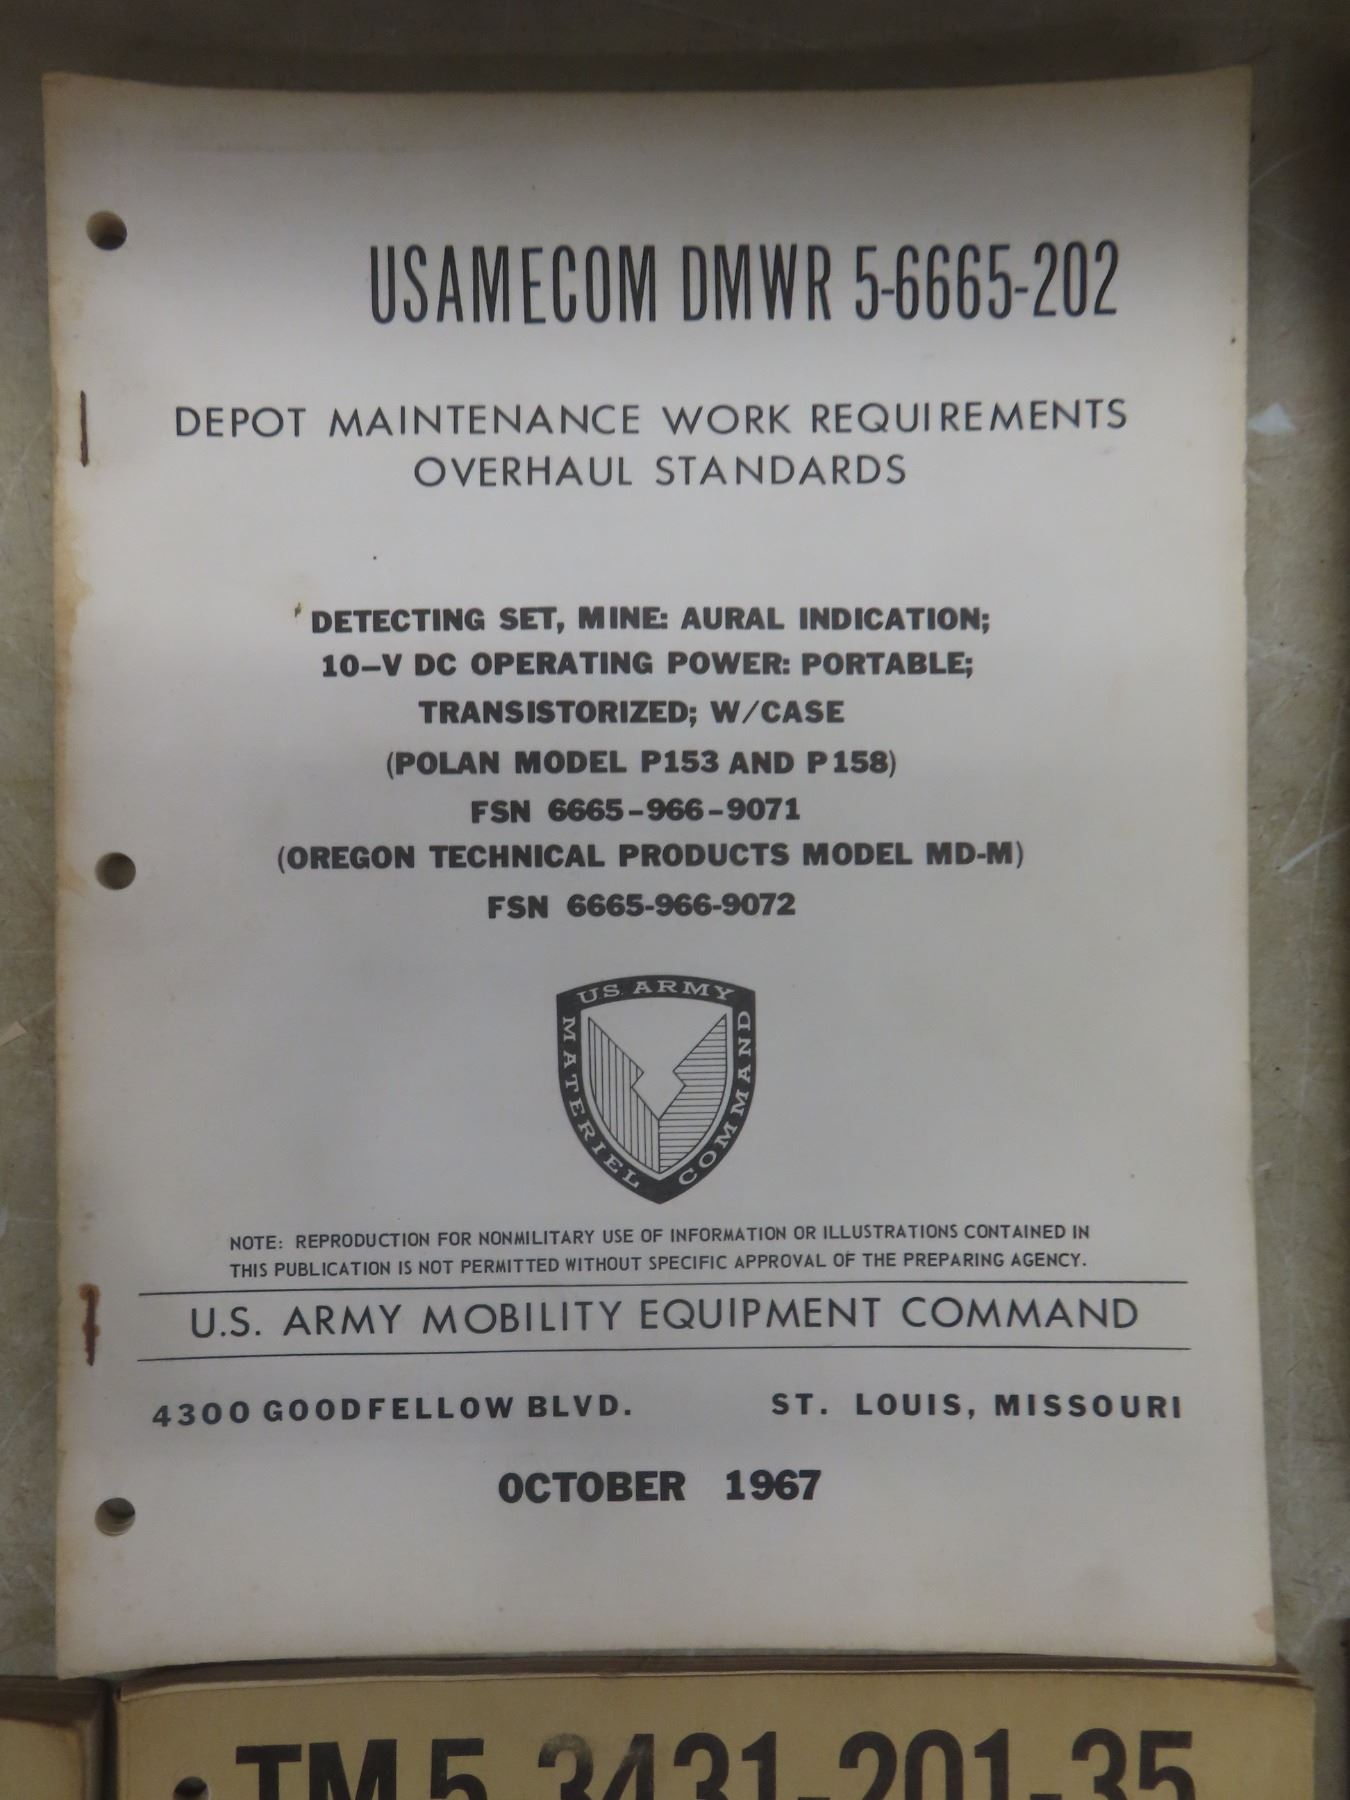 USAMECOM DMWR 5-6665-202
DEPOT MAINTENANCE WORK REQUIREMENTS
OVERHAUL STANDARDS
DETECTING SET, MINE: AURAL INDICATION;
10-V DC OPERATING POWER: PORTABLE;
TRANSISTORIZED; W/CASE
(POLAN MODEL P153 AND P158)
FSN 6665-966-9071
(OREGON TECHNICAL PRODUCTS MODEL MD-M)
FSN 6665-966-9072
US ARMY
MATERIEL COMMAND
NOTE: REPRODUCTION FOR NONMILITARY USE OF INFORMATION OR ILLUSTRATIONS CONTAINED IN
THIS PUBLICATION IS NOT PERMITTED WITHOUT SPECIFIC APPROVAL OF THE PREPARING AGENCY.
U.S. ARMY MOBILITY EQUIPMENT COMMAND
4300 GOODFELLOW BLVD. ST. LOUIS, MISSOURI
OCTOBER 1967
TM 5-3431-201-35